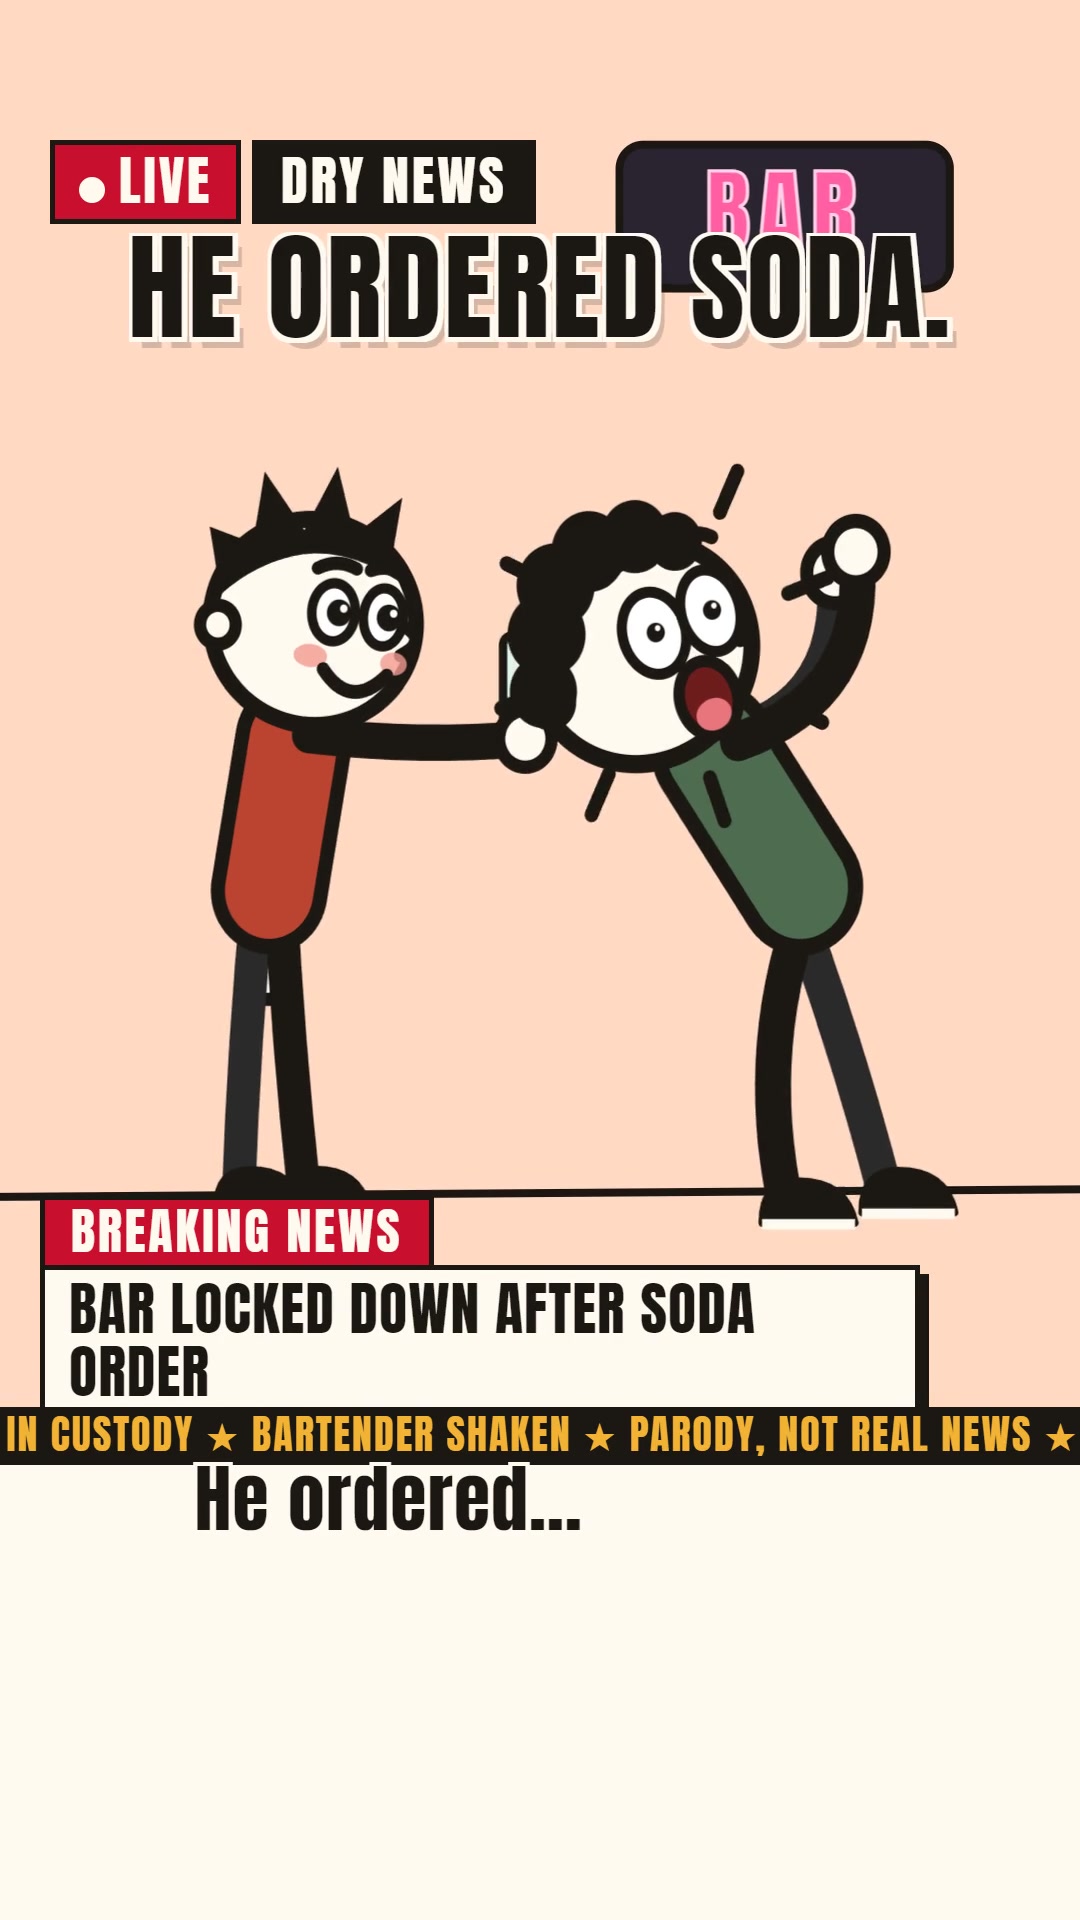 LIVE
DRY NEWS
BAR
HE ORDERED SODA.
BREAKING NEWS
BAR LOCKED DOWN AFTER SODA
ORDER
IN CUSTODY ★ BARTENDER SHAKEN ★ PARODY, NOT REAL NEWS ★
He ordered...